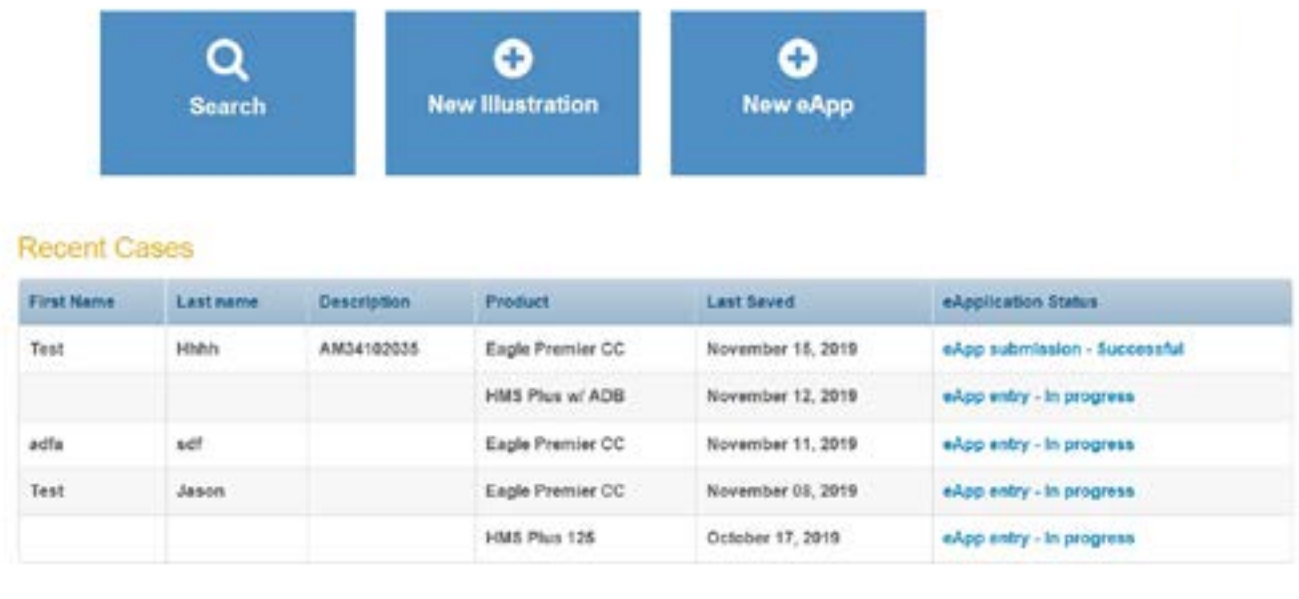 Search
New Illustration
New eApp
Recent Cases
First Name Last name Description Product Last Saved eApplication Status
Test Hhhh AM34102035 Eagle Premier CC November 15, 2019 eApp submission - Successful
HMS Plus w/ ADB November 12, 2019 eApp entry - In progress
adfa sdf Eagle Premier CC November 11, 2019 eApp entry - In progress
Test Jason Eagle Premier CC November 08, 2019 eApp entry - In progress
HMS Plus 125 October 17, 2019 eApp entry - In progress